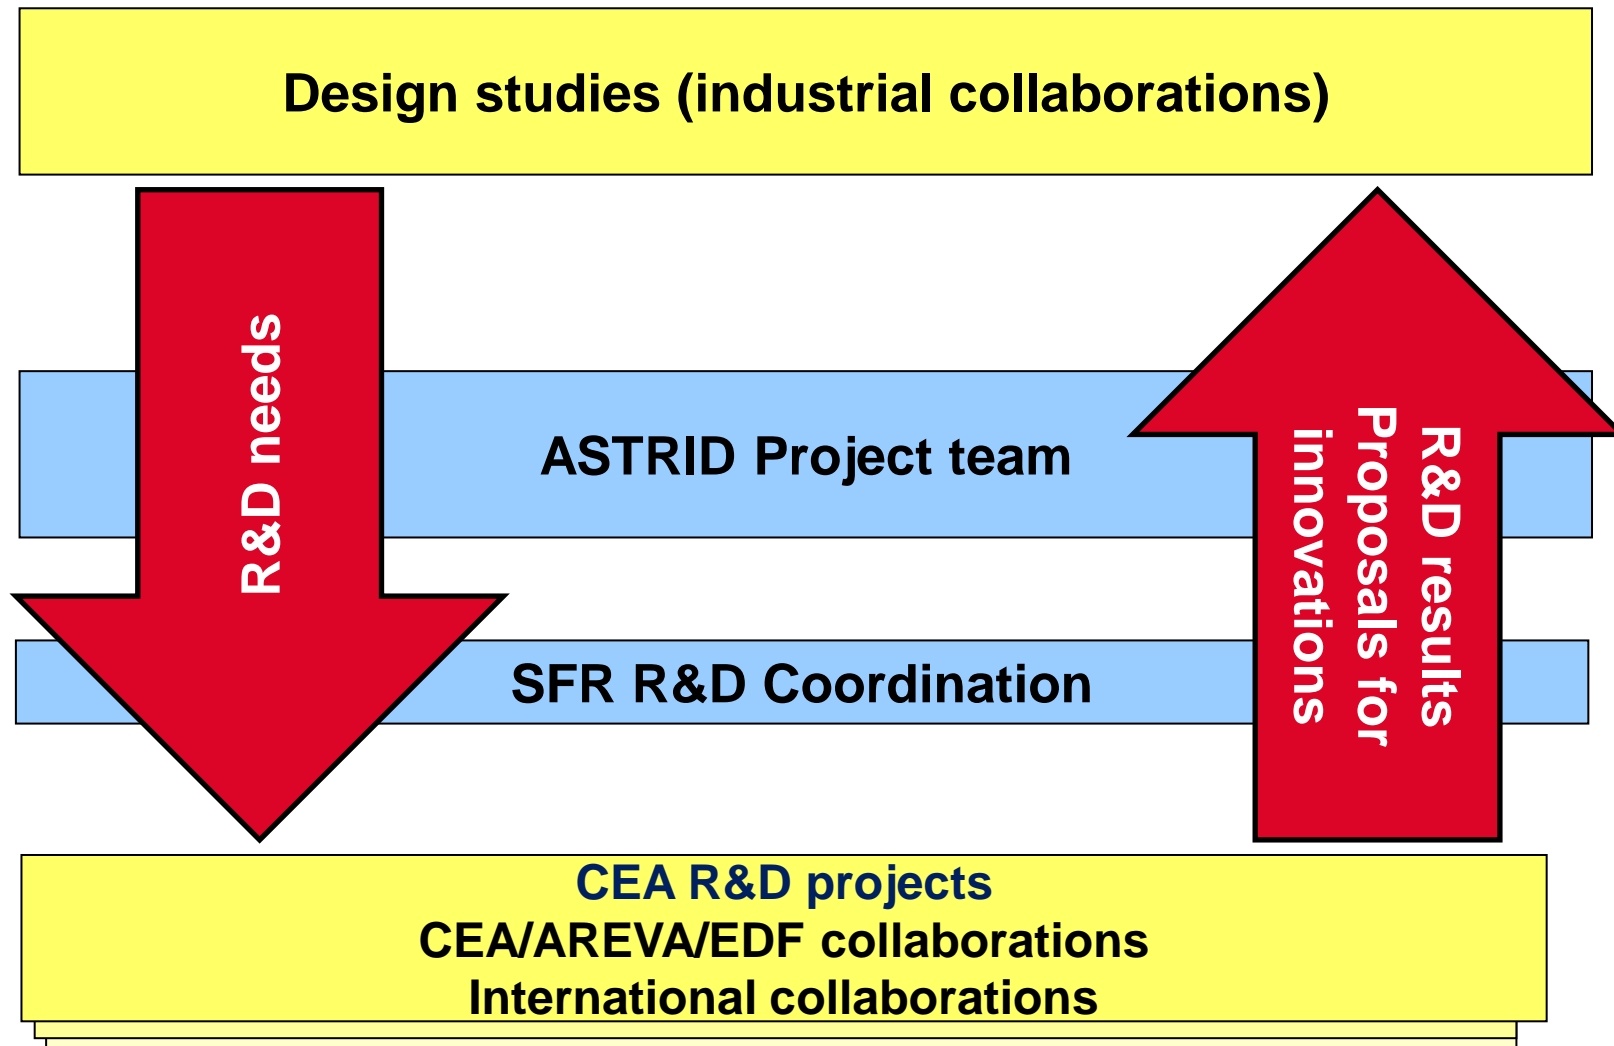 Design studies (industrial collaborations)
R&D needs
ASTRID Project team
R&D results
Proposals for
innovations
SFR R&D Coordination
CEA R&D projects
CEA/AREVA/EDF collaborations
International collaborations